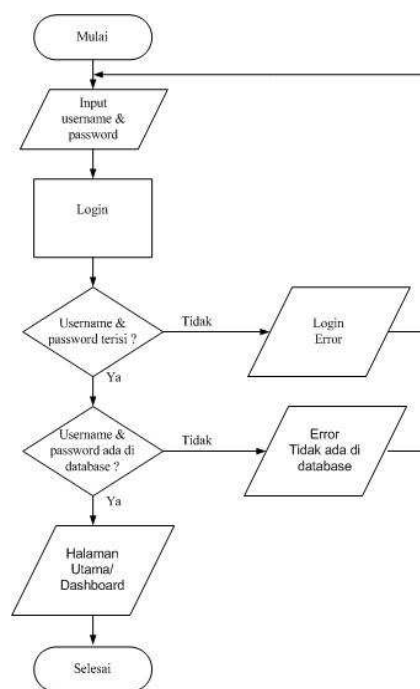 Mulai
Input
username &
password
Login
Username &
password terisi ?
Tidak
Login
Error
Ya
Username &
password ada di
database ?
Tidak
Error
Tidak ada di
database
Ya
Halaman
Utama/
Dashboard
Selesai